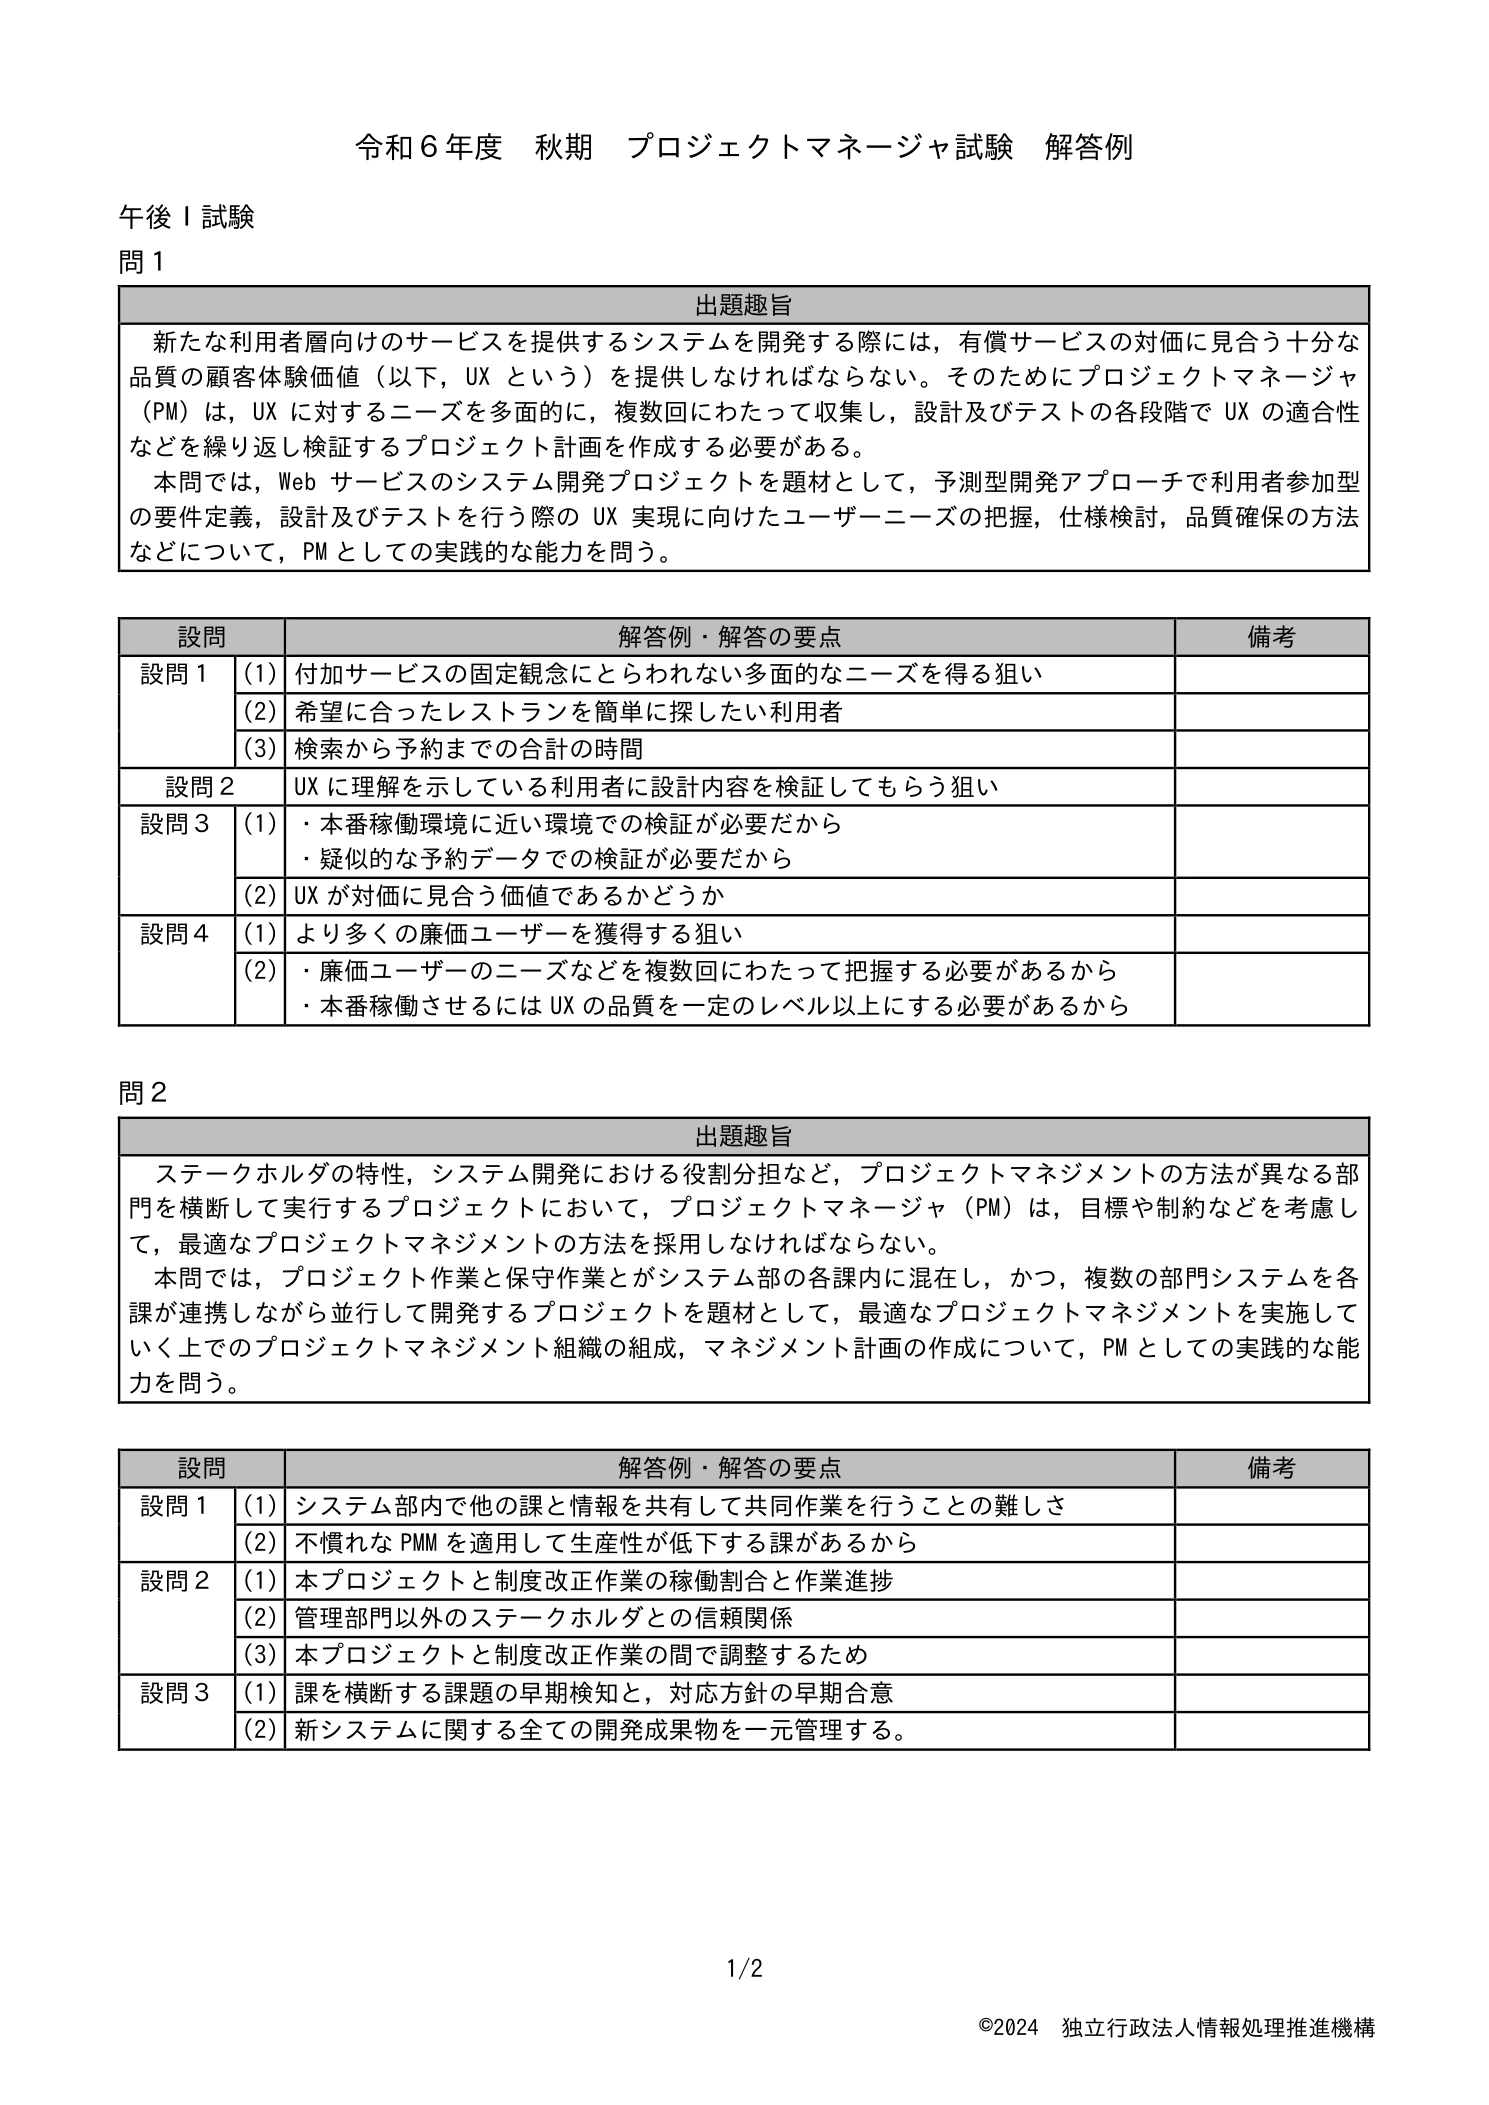 令和６年度　秋期　プロジェクトマネージャ試験　解答例
午後Ⅰ試験
問１
出題趣旨
新たな利用者層向けのサービスを提供するシステムを開発する際には，有償サービスの対価に見合う十分な
品質の顧客体験価値（以下，UX という）を提供しなければならない。そのためにプロジェクトマネージャ
（PM）は，UX に対するニーズを多面的に，複数回にわたって収集し，設計及びテストの各段階で UX の適合性
などを繰り返し検証するプロジェクト計画を作成する必要がある。
本問では，Web サービスのシステム開発プロジェクトを題材として，予測型開発アプローチで利用者参加型
の要件定義，設計及びテストを行う際の UX 実現に向けたユーザーニーズの把握，仕様検討，品質確保の方法
などについて，PM としての実践的な能力を問う。
設問 解答例・解答の要点 備考
設問１ (1) 付加サービスの固定観念にとらわれない多面的なニーズを得る狙い
(2) 希望に合ったレストランを簡単に探したい利用者
(3) 検索から予約までの合計の時間
設問２ UX に理解を示している利用者に設計内容を検証してもらう狙い
設問３ (1) ・本番稼働環境に近い環境での検証が必要だから
・疑似的な予約データでの検証が必要だから
(2) UX が対価に見合う価値であるかどうか
設問４ (1) より多くの廉価ユーザーを獲得する狙い
(2) ・廉価ユーザーのニーズなどを複数回にわたって把握する必要があるから
・本番稼働させるには UX の品質を一定のレベル以上にする必要があるから
問２
出題趣旨
ステークホルダの特性，システム開発における役割分担など，プロジェクトマネジメントの方法が異なる部
門を横断して実行するプロジェクトにおいて，プロジェクトマネージャ（PM）は，目標や制約などを考慮し
て，最適なプロジェクトマネジメントの方法を採用しなければならない。
本問では，プロジェクト作業と保守作業とがシステム部の各課内に混在し，かつ，複数の部門システムを各
課が連携しながら並行して開発するプロジェクトを題材として，最適なプロジェクトマネジメントを実施して
いく上でのプロジェクトマネジメント組織の組成，マネジメント計画の作成について，PM としての実践的な能
力を問う。
設問 解答例・解答の要点 備考
設問１ (1) システム部内で他の課と情報を共有して共同作業を行うことの難しさ
(2) 不慣れな PMM を適用して生産性が低下する課があるから
設問２ (1) 本プロジェクトと制度改正作業の稼働割合と作業進捗
(2) 管理部門以外のステークホルダとの信頼関係
(3) 本プロジェクトと制度改正作業の間で調整するため
設問３ (1) 課を横断する課題の早期検知と，対応方針の早期合意
(2) 新システムに関する全ての開発成果物を一元管理する。
1/2
©2024　独立行政法人情報処理推進機構